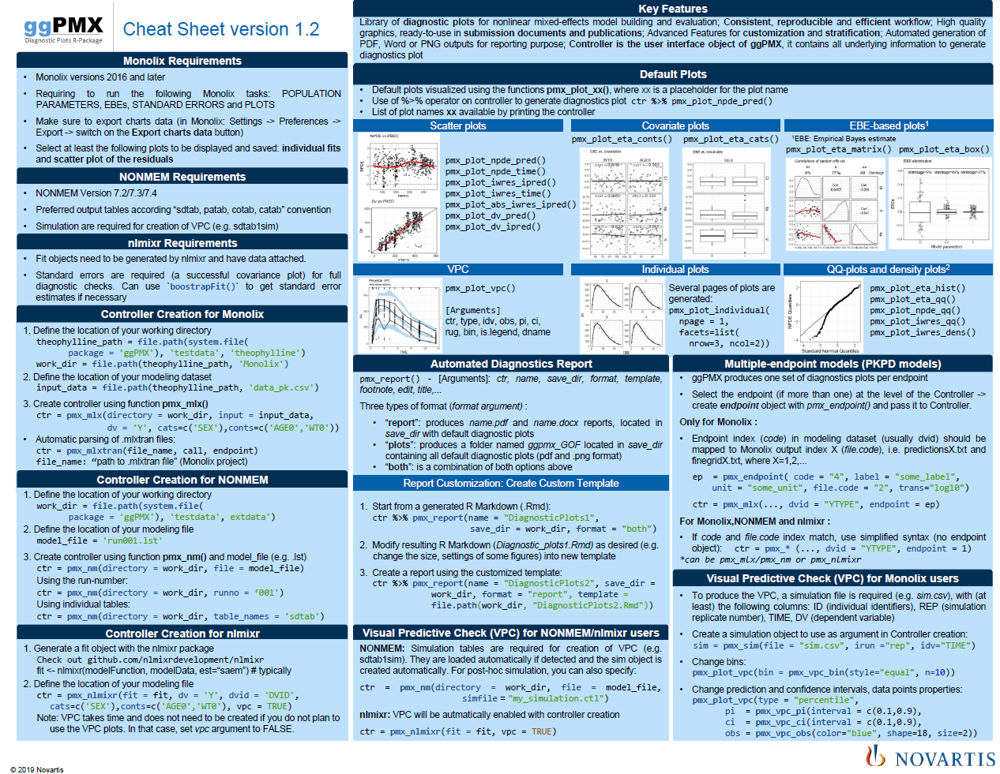 ggPMX
Diagnostic Plots R-Package
Cheat Sheet version 1.2
Monolix Requirements
• Monolix versions 2016 and later
• Requiring to run the following Monolix tasks: POPULATION
PARAMETERS, EBEs, STANDARD ERRORS and PLOTS
• Make sure to export charts data (in Monolix: Settings -> Preferences ->
Export -> switch on the Export charts data button)
• Select at least the following plots to be displayed and saved: individual fits
and scatter plot of the residuals
NONMEM Requirements
• NONMEM Version 7.2/7.3/7.4
• Preferred output tables according “sdtab, patab, cotab, catab” convention
• Simulation are required for creation of VPC (e.g. sdtab1sim)
nlmixr Requirements
• Fit objects need to be generated by nlmixr and have data attached.
• Standard errors are required (a successful covariance plot) for full
diagnostic checks. Can use `boostrapFit()` to get standard error
estimates if necessary
Controller Creation for Monolix
1. Define the location of your working directory
theophylline_path = file.path(system.file(
package = 'ggPMX'), 'testdata', 'theophylline')
work_dir = file.path(theophylline_path, 'Monolix')
2. Define the location of your modeling dataset
input_data = file.path(theophylline_path, 'data_pk.csv')
3. Create controller using function pmx_mlx()
ctr = pmx_mlx(directory = work_dir, input = input_data,
dv = 'Y', cats=c('SEX'),conts=c('AGE0','WT0'))
• Automatic parsing of .mlxtran files:
ctr = pmx_mlxtran(file_name, call, endpoint)
file_name: “path to .mlxtran file” (Monolix project)
Controller Creation for NONMEM
1. Define the location of your working directory
work_dir = file.path(system.file(
package = 'ggPMX'), 'testdata', extdata')
2. Define the location of your modeling file
model_file = 'run001.lst'
3. Create controller using function pmx_nm() and model_file (e.g. .lst)
ctr = pmx_nm(directory = work_dir, file = model_file)
Using the run-number:
ctr = pmx_nm(directory = work_dir, runno = ‘001')
Using individual tables:
ctr = pmx_nm(directory = work_dir, table_names = 'sdtab')
Controller Creation for nlmixr
1. Generate a fit object with the nlmixr package
Check out github.com/nlmixrdevelopment/nlmixr
fit <- nlmixr(modelFunction, modelData, est=“saem”) # typically
2. Define the location of your modeling file
ctr = pmx_nlmixr(fit = fit, dv = 'Y', dvid = 'DVID',
cats=c('SEX'),conts=c('AGE0','WT0'), vpc = TRUE)
Note: VPC takes time and does not need to be created if you do not plan to
use the VPC plots. In that case, set vpc argument to FALSE.
© 2019 Novartis
Key Features
Library of diagnostic plots for nonlinear mixed-effects model building and evaluation; Consistent, reproducible and efficient workflow; High quality
graphics, ready-to-use in submission documents and publications; Advanced Features for customization and stratification; Automated generation of
PDF, Word or PNG outputs for reporting purpose; Controller is the user interface object of ggPMX, it contains all underlying information to generate
diagnostics plot
Default Plots
• Default plots visualized using the functions pmx_plot_xx(), where xx is a placeholder for the plot name
• Use of %>% operator on controller to generate diagnostics plot ctr %>% pmx_plot_npde_pred()
• List of plot names xx available by printing the controller
Scatter plots
NPDE vs PRED
NPDE
PRED
DV vs PRED
DV
PRED
pmx_plot_npde_pred()
pmx_plot_npde_time()
pmx_plot_iwres_ipred()
pmx_plot_iwres_time()
pmx_plot_abs_iwres_ipred()
pmx_plot_dv_pred()
pmx_plot_dv_ipred()
Covariate plots
pmx_plot_eta_conts() pmx_plot_eta_cats()
EBE vs. covariates
WT0 AGE0
EBE vs. covariates
SEX
EBE-based plots1
1EBE: Empirical Bayes estimate
pmx_plot_eta_matrix() pmx_plot_eta_box()
Correlations of random effects
EBE distribution
EBEs
Model parameters
VPC
TIME
pmx_plot_vpc()
[Arguments]
ctr, type, idv, obs, pi, ci,
rug, bin, is.legend, dname
Individual plots
Several pages of plots are
generated:
pmx_plot_individual(
npage = 1,
facets=list(
nrow=3, ncol=2))
QQ-plots and density plots2
NPDE Quantiles
Standard Normal Quantiles
pmx_plot_eta_hist()
pmx_plot_eta_qq()
pmx_plot_npde_qq()
pmx_plot_iwres_qq()
pmx_plot_iwres_dens()
Automated Diagnostics Report
pmx_report() - [Arguments]: ctr, name, save_dir, format, template,
footnote, edit, title,...
Three types of format (format argument) :
• “report”: produces name.pdf and name.docx reports, located in
save_dir with default diagnostic plots
• “plots”: produces a folder named ggpmx_GOF located in save_dir
containing all default diagnostic plots (pdf and .png format)
• “both”: is a combination of both options above
Report Customization: Create Custom Template
1. Start from a generated R Markdown (.Rmd):
ctr %>% pmx_report(name = "DiagnosticPlots1",
save_dir = work_dir, format = "both")
2. Modify resulting R Markdown (Diagnostic_plots1.Rmd) as desired (e.g.
change the size, settings of some figures) into new template
3. Create a report using the customized template:
ctr %>% pmx_report(name = "DiagnosticPlots2", save_dir =
work_dir, format = "report", template =
file.path(work_dir, "DiagnosticPlots2.Rmd"))
Visual Predictive Check (VPC) for NONMEM/nlmixr users
NONMEM: Simulation tables are required for creation of VPC (e.g.
sdtab1sim). They are loaded automatically if detected and the sim object is
created automatically. For post-hoc simulation, you can also specify:
ctr = pmx_nm(directory = work_dir, file = model_file,
simfile = "my_simulation.ctl")
nlmixr: VPC will be autmatically enabled with controller creation
ctr = pmx_nlmixr(fit = fit, vpc = TRUE)
Multiple-endpoint models (PKPD models)
• ggPMX produces one set of diagnostics plots per endpoint
• Select the endpoint (if more than one) at the level of the Controller ->
create endpoint object with pmx_endpoint() and pass it to Controller.
Only for Monolix :
• Endpoint index (code) in modeling dataset (usually dvid) should be
mapped to Monolix output index X (file.code), i.e. predictionsX.txt and
finegridX.txt, where X=1,2,...
ep = pmx_endpoint( code = "4", label = "some_label",
unit = "some_unit", file.code = "2", trans="log10")
ctr = pmx_mlx(..., dvid = "YTYPE", endpoint = ep)
For Monolix,NONMEM and nlmixr :
• If code and file.code index match, use simplified syntax (no endpoint
object): ctr = pmx_* (..., dvid = "YTYPE", endpoint = 1)
*can be pmx_mlx/pmx_nm or pmx_nlmixr
Visual Predictive Check (VPC) for Monolix users
• To produce the VPC, a simulation file is required (e.g. sim.csv), with (at
least) the following columns: ID (individual identifiers), REP (simulation
replicate number), TIME, DV (dependent variable)
• Create a simulation object to use as argument in Controller creation:
sim = pmx_sim(file = "sim.csv", irun ="rep", idv="TIME")
• Change bins:
pmx_plot_vpc(bin = pmx_vpc_bin(style="equal", n=10))
• Change prediction and confidence intervals, data points properties:
pmx_plot_vpc(type = "percentile",
pi = pmx_vpc_pi(interval = c(0.1,0.9),
ci = pmx_vpc_ci(interval = c(0.1,0.9),
obs = pmx_vpc_obs(color="blue", shape=18, size=2))
NOVARTIS